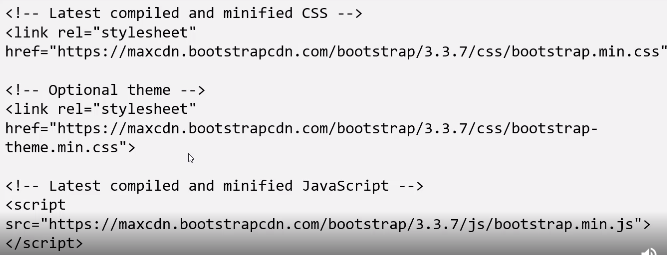 <!-- Latest compiled and minified CSS -->
<link rel="stylesheet"
href="https://maxcdn.bootstrapcdn.com/bootstrap/3.3.7/css/bootstrap.min.css"
<!-- Optional theme -->
<link rel="stylesheet"
href="https://maxcdn.bootstrapcdn.com/bootstrap/3.3.7/css/bootstrap-
theme.min.css">
<!-- Latest compiled and minified JavaScript -->
<script
src="https://maxcdn.bootstrapcdn.com/bootstrap/3.3.7/js/bootstrap.min.js">
</script>